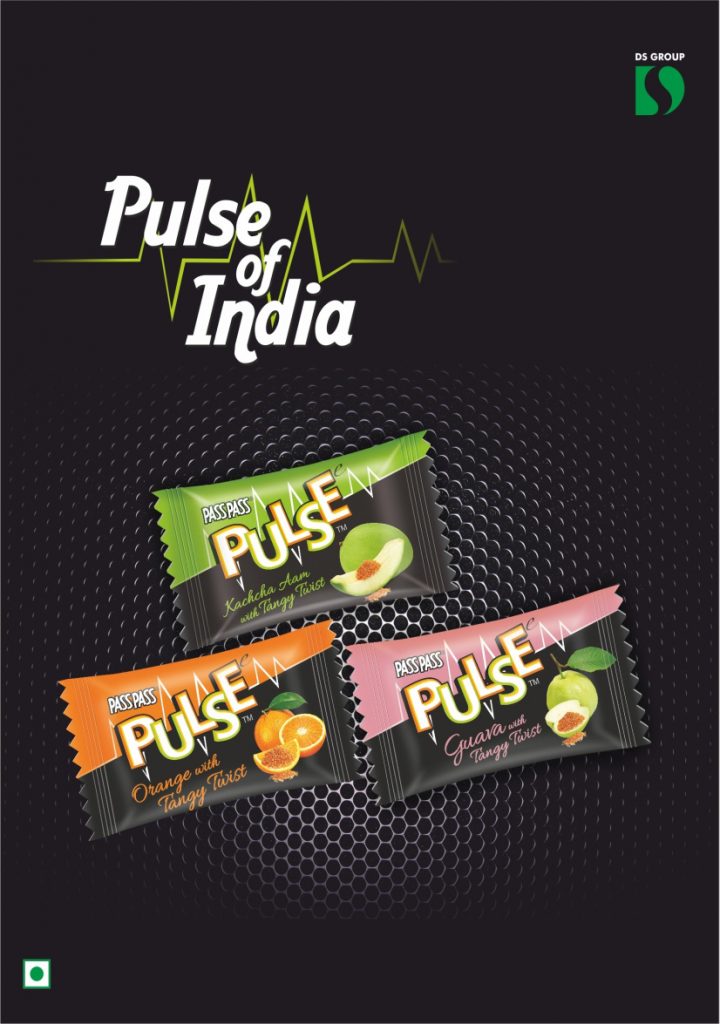 DS GROUP
Pulse
of
India
PASS PASS
PULSE
TM
Kachcha Aam
with Tangy Twist
PASS PASS
PULSE
TM
Orange with
Tangy Twist
PASS PASS
PULSE
TM
Guava with
Tangy Twist